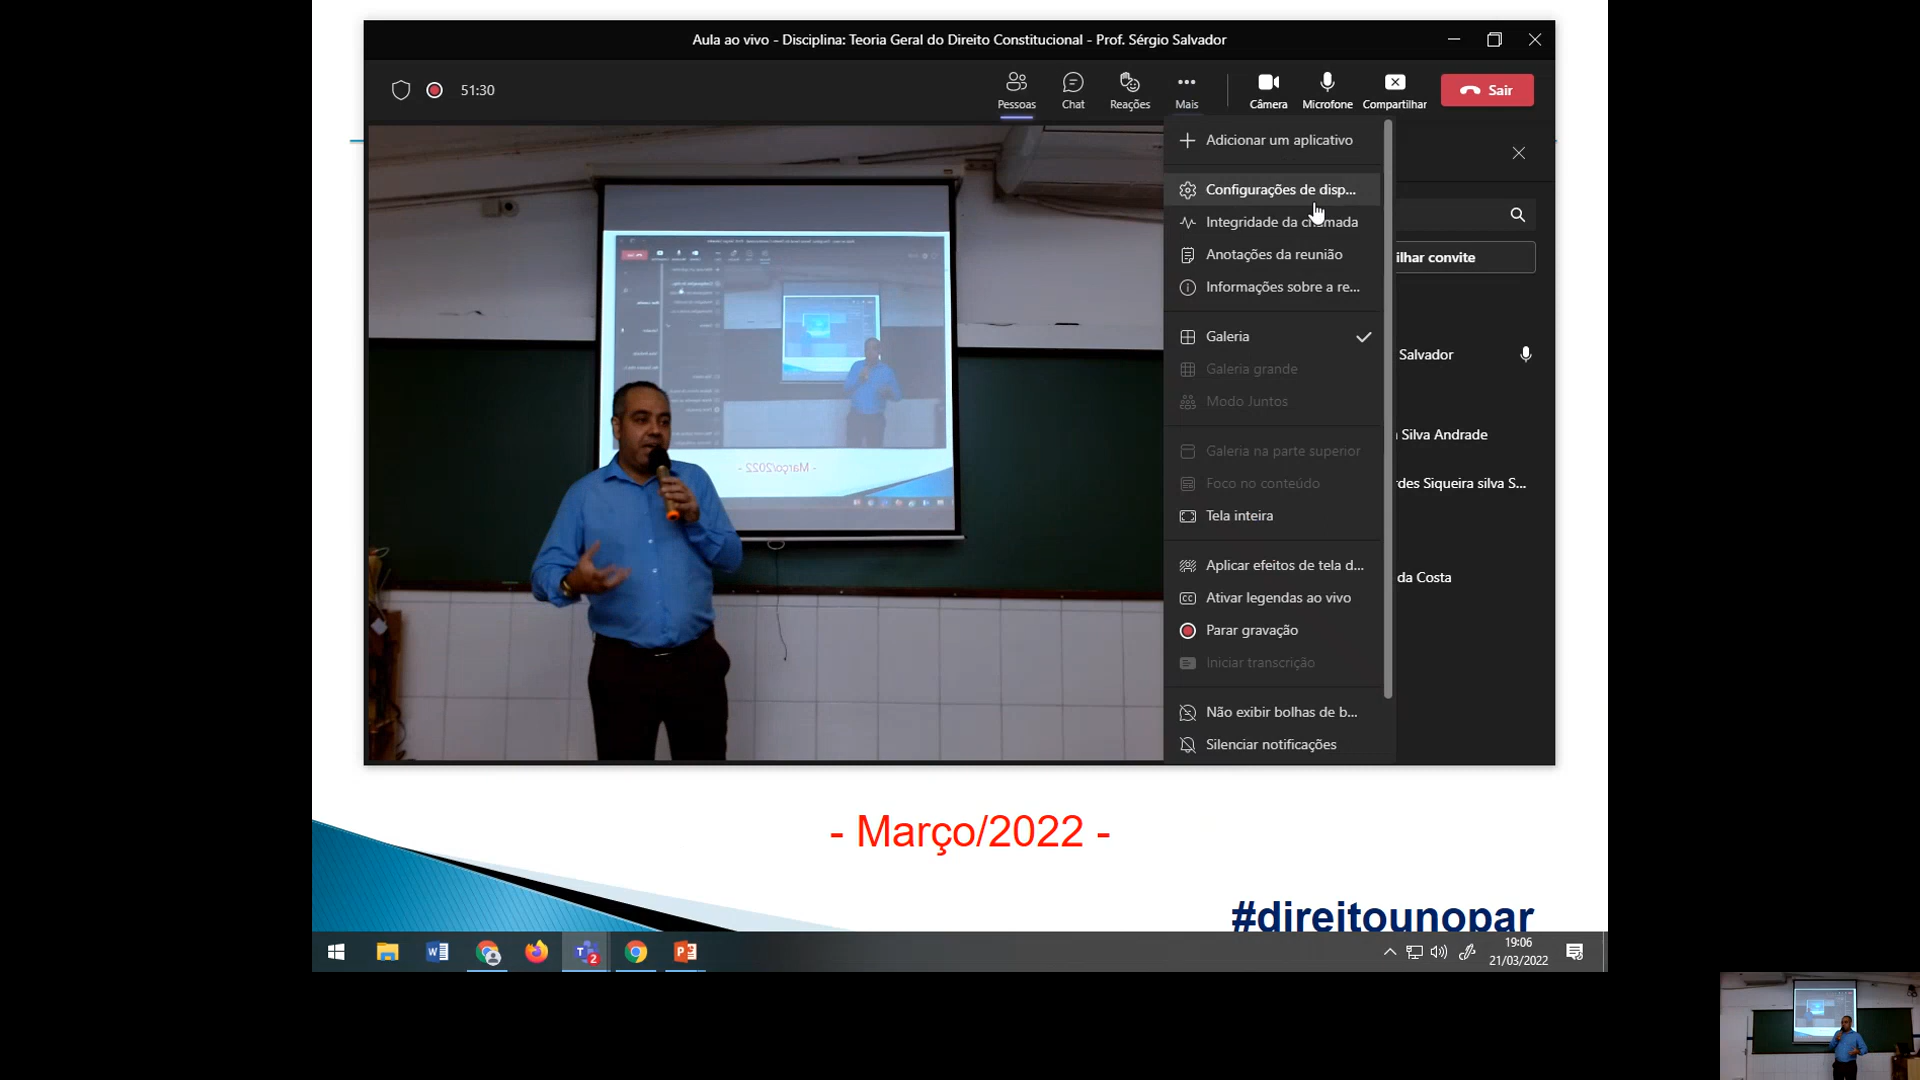 Aula ao vivo - Disciplina: Teoria Geral do Direito Constitucional - Prof. Sérgio Salvador
51:30
Pessoas
Chat
Reações
Mais
Câmera
Microfone
Compartilhar
Sair
Adicionar um aplicativo
Configurações de disp...
Integridade da chamada
Anotações da reunião
Informações sobre a re...
Galeria
Galeria grande
Modo Juntos
Galeria na parte superior
Foco no conteúdo
Tela inteira
Aplicar efeitos de tela d...
Ativar legendas ao vivo
Parar gravação
Iniciar transcrição
Não exibir bolhas de b...
Silenciar notificações
ilhar convite
Salvador
Silva Andrade
rdes Siqueira silva S...
da Costa
- Março/2022 -
- Março/2022 -
#direitounopar
2
19:06
21/03/2022